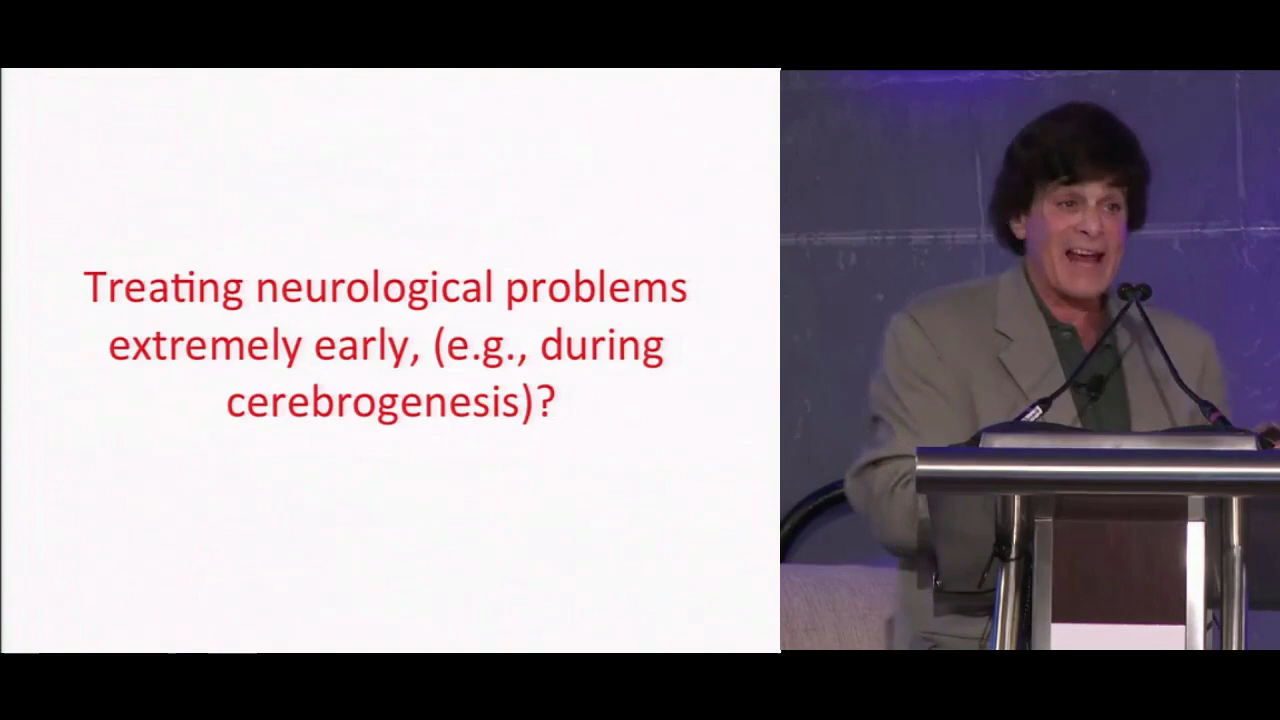 Treating neurological problems
extremely early, (e.g., during
cerebrogenesis)?